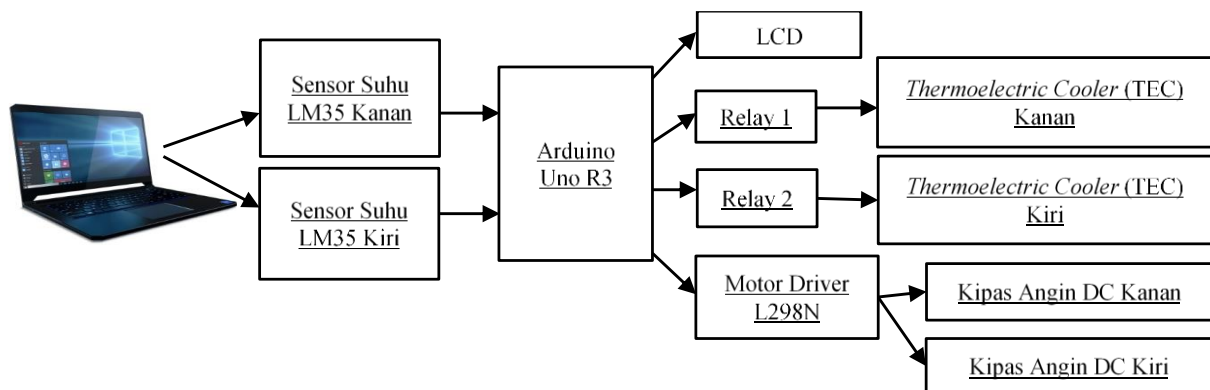 Sensor Suhu
LM35 Kanan
Sensor Suhu
LM35 Kiri
Arduino
Uno R3
LCD
Relay 1
Relay 2
Motor Driver
L298N
Thermoelectric Cooler (TEC)
Kanan
Thermoelectric Cooler (TEC)
Kiri
Kipas Angin DC Kanan
Kipas Angin DC Kiri